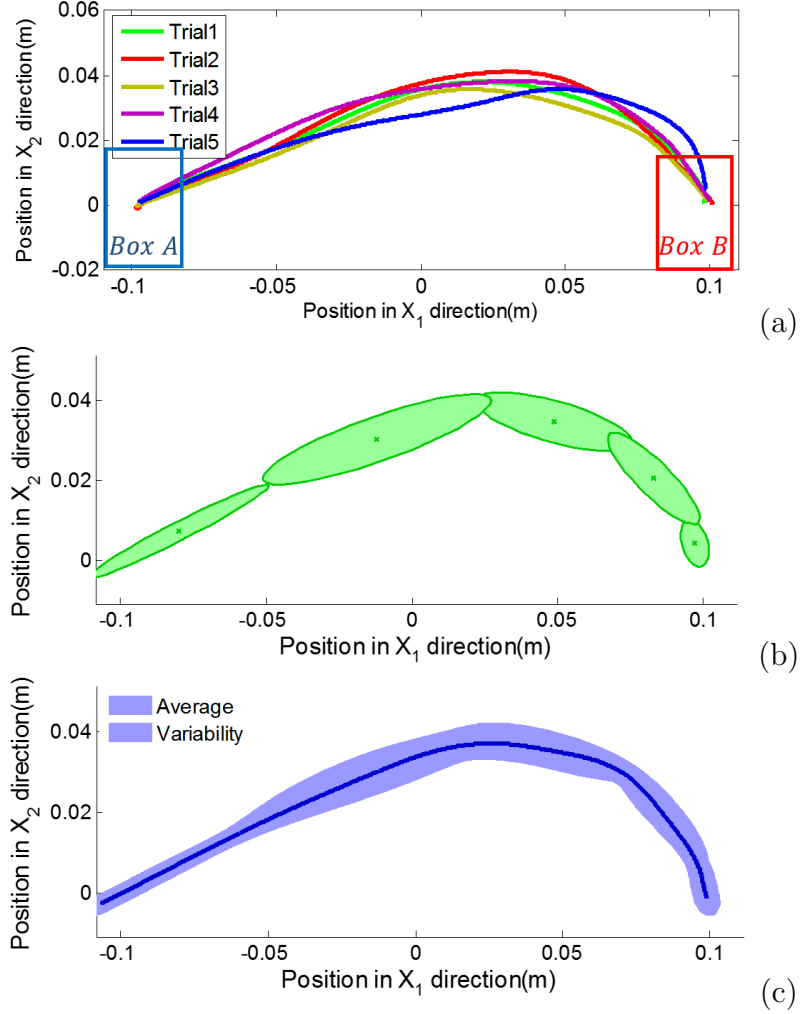 0.06
Trial1
Trial2
Trial3
Trial4
Trial5
0.04
0.02
0
-0.02
Position in X2 direction(m)
Box A
Box B
-0.1 -0.05 0 0.05 0.1
Position in X1 direction(m)
(a)
0.04
0.02
0
Position in X2 direction(m)
-0.1 -0.05 0 0.05 0.1
Position in X1 direction(m)
(b)
Average
Variability
0.04
0.02
0
Position in X2 direction(m)
-0.1 -0.05 0 0.05 0.1
Position in X1 direction(m)
(c)